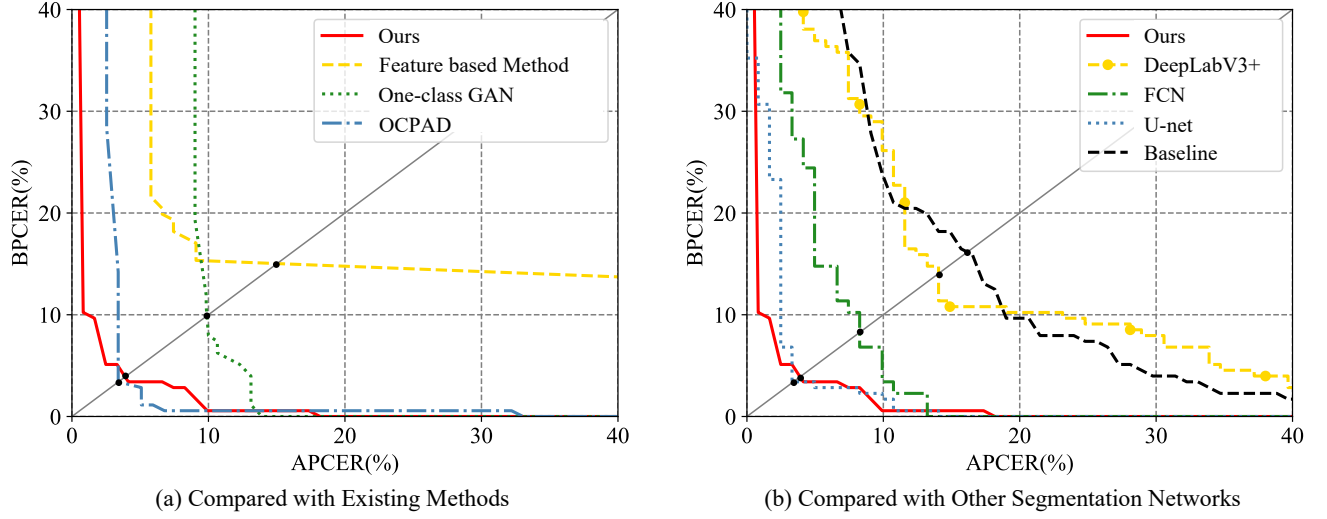 40
30
20
10
0
BPCER(%)
0 10 20 30 40
APCER(%)
Ours
Feature based Method
One-class GAN
OCPAD
(a) Compared with Existing Methods
40
30
20
10
0
BPCER(%)
0 10 20 30 40
APCER(%)
Ours
DeepLabV3+
FCN
U-net
Baseline
(b) Compared with Other Segmentation Networks